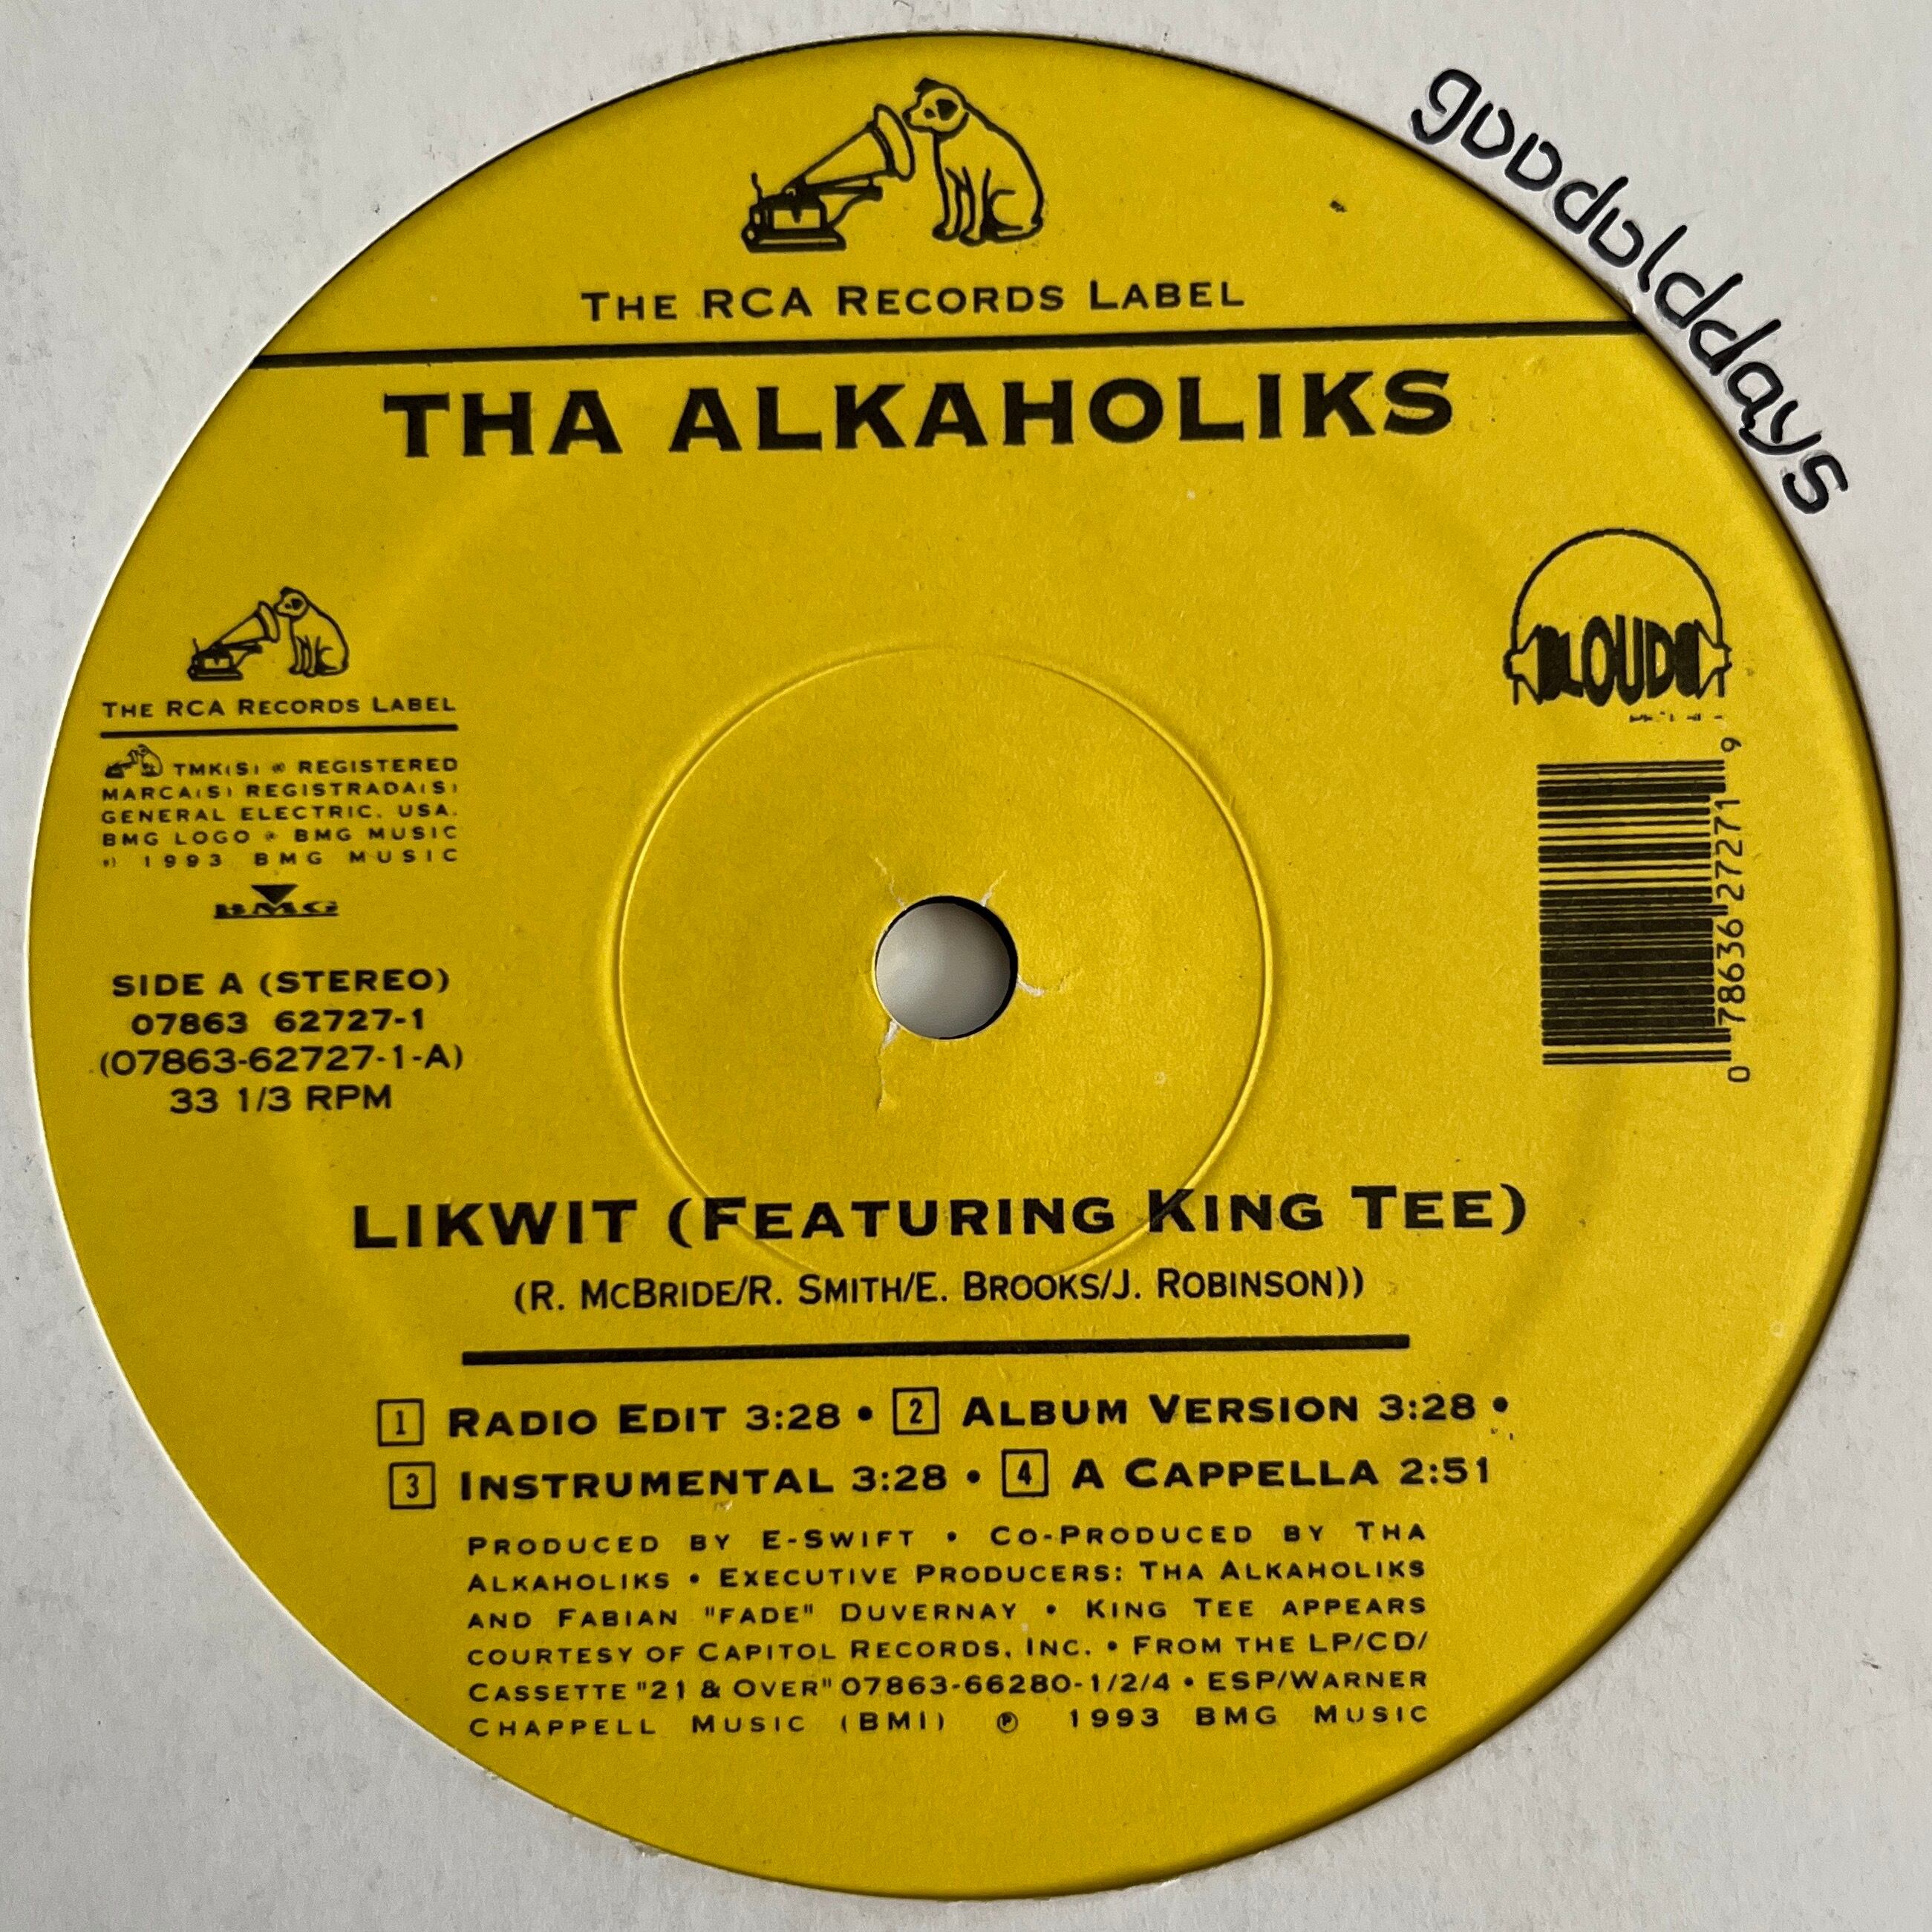 gooddolddays
THE RCA RECORDS LABEL
THA ALKAHOLIKS
LOUD
THE RCA RECORDS LABEL
TMK(S) ® REGISTERED
MARCA(S) REGISTRADA(S)
GENERAL ELECTRIC, USA.
BMG LOGO ® BMG MUSIC
1993 BMG MUSIC
BMG
SIDE A (STEREO)
07863 62727-1
(07863-62727-1-A)
33 1/3 RPM
0 78636 27271 9
LIKWIT (FEATURING KING TEE)
(R. MCBRIDE/R. SMITH/E. BROOKS/J. ROBINSON))
1 RADIO EDIT 3:28 • 2 ALBUM VERSION 3:28 •
3 INSTRUMENTAL 3:28 • 4 A CAPPELLA 2:51
PRODUCED BY E-SWIFT • CO-PRODUCED BY THA
ALKAHOLIKS • EXECUTIVE PRODUCERS: THA ALKAHOLIKS
AND FABIAN "FADE" DUVERNAY • KING TEE APPEARS
COURTESY OF CAPITOL RECORDS, INC. • FROM THE LP/CD/
CASSETTE "21 & OVER" 07863-66280-1/2/4 • ESP/WARNER
CHAPPELL MUSIC (BMI) ℗ 1993 BMG MUSIC